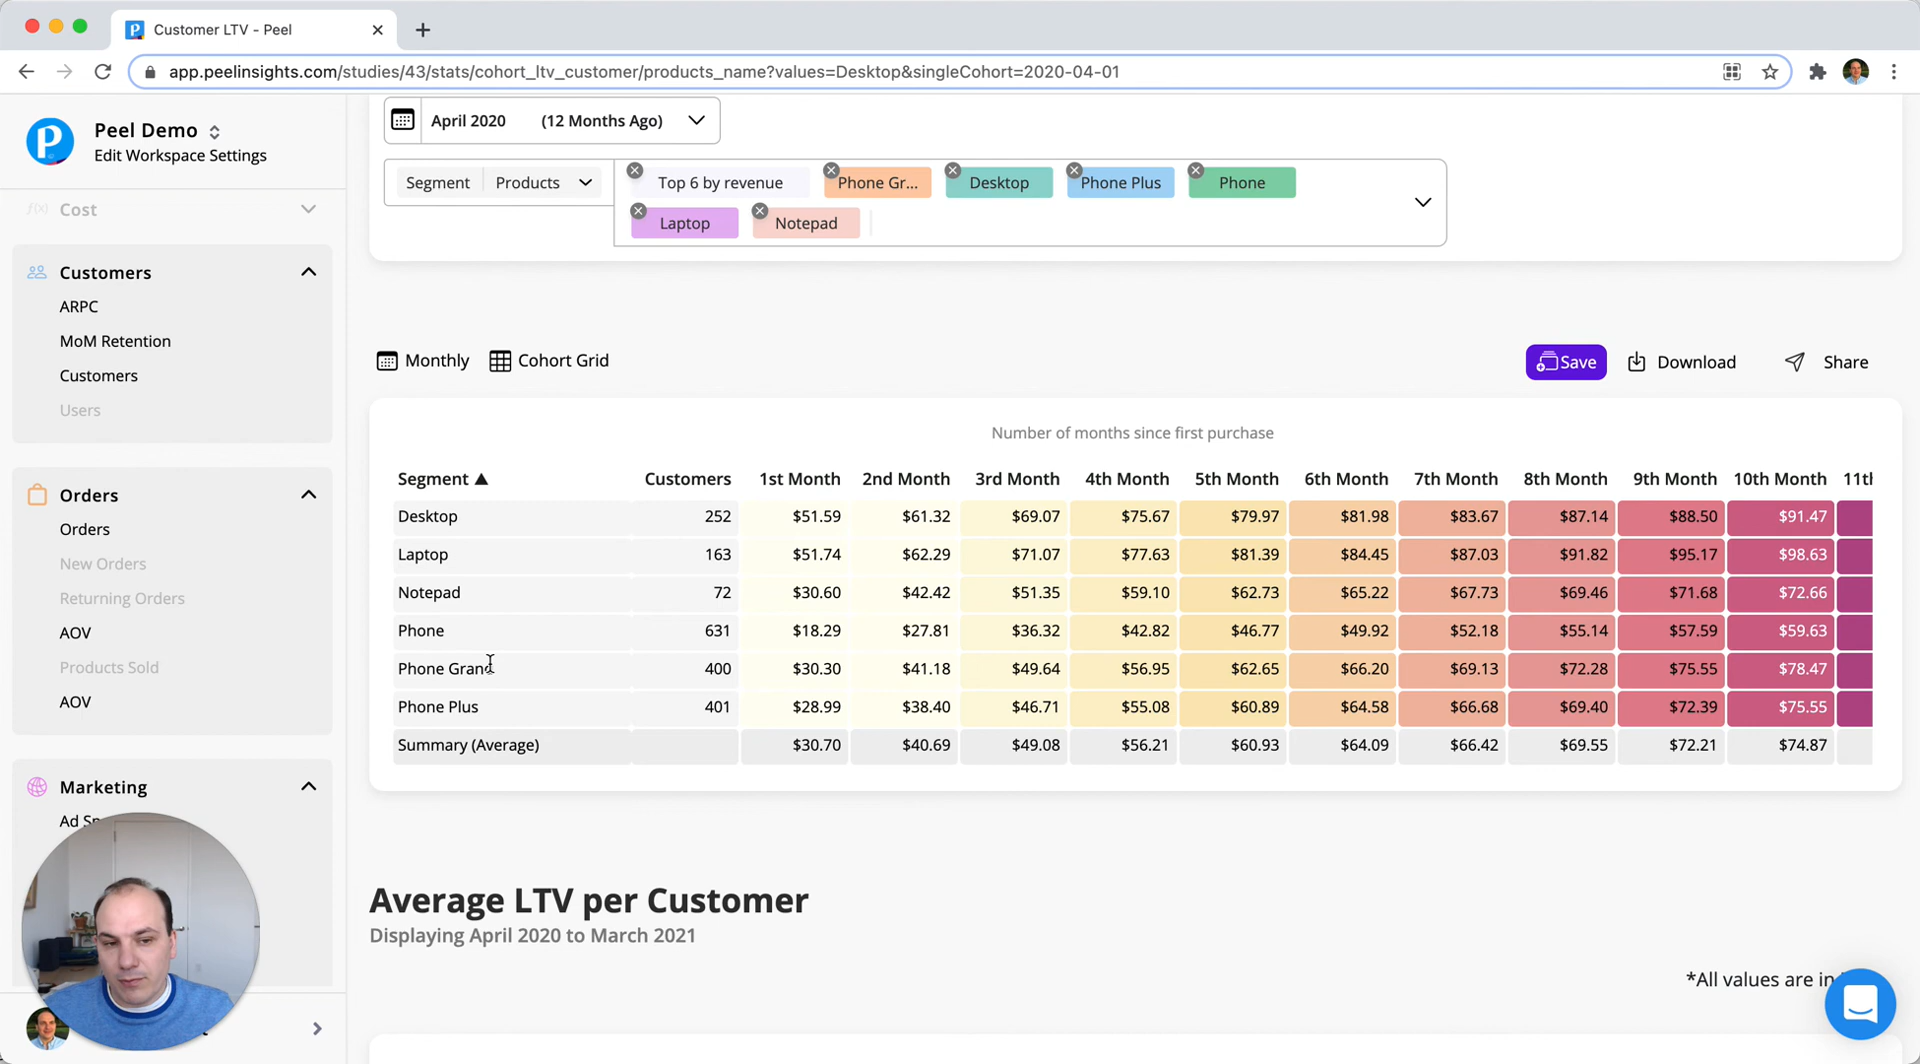 Customer LTV - Peel
app.peelinsights.com/studies/43/stats/cohort_ltv_customer/products_name?values=Desktop&singleCohort=2020-04-01
Peel Demo
Edit Workspace Settings
f(x) Cost
Customers
ARPC
MoM Retention
Customers
Users
Orders
Orders
New Orders
Returning Orders
AOV
Products Sold
AOV
Marketing
April 2020 (12 Months Ago)
Segment Products Top 6 by revenue Phone Gr... Desktop Phone Plus Phone
Laptop Notepad
Monthly Cohort Grid Save Download Share
Number of months since first purchase
Segment ▲ Customers 1st Month 2nd Month 3rd Month 4th Month 5th Month 6th Month 7th Month 8th Month 9th Month 10th Month
Desktop 252 $51.59 $61.32 $69.07 $75.67 $79.97 $81.98 $83.67 $87.14 $88.50 $91.47
Laptop 163 $51.74 $62.29 $71.07 $77.63 $81.39 $84.45 $87.03 $91.82 $95.17 $98.63
Notepad 72 $30.60 $42.42 $51.35 $59.10 $62.73 $65.22 $67.73 $69.46 $71.68 $72.66
Phone 631 $18.29 $27.81 $36.32 $42.82 $46.77 $49.92 $52.18 $55.14 $57.59 $59.63
Phone Grand 400 $30.30 $41.18 $49.64 $56.95 $62.65 $66.20 $69.13 $72.28 $75.55 $78.47
Phone Plus 401 $28.99 $38.40 $46.71 $55.08 $60.89 $64.58 $66.68 $69.40 $72.39 $75.55
Summary (Average) $30.70 $40.69 $49.08 $56.21 $60.93 $64.09 $66.42 $69.55 $72.21 $74.87
Average LTV per Customer
Displaying April 2020 to March 2021
*All values are in